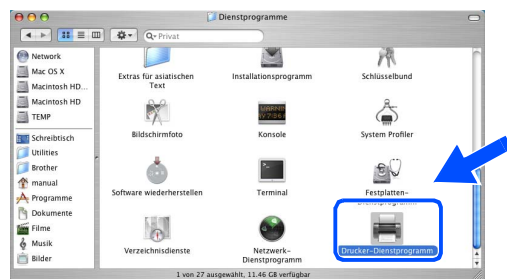 Dienstprogramme
Privat
Network
Mac OS X
Macintosh HD...
Macintosh HD
TEMP
Schreibtisch
Utilities
Brother
manual
Programme
Dokumente
Filme
Musik
Bilder
Extras für asiatischen
Text
Installationsprogramm
Schlüsselbund
Bildschirmfoto
Konsole
System Profiler
Software wiederherstellen
Terminal
Festplatten-
Dienstprogramm
Verzeichnisdienste
Netzwerk-
Dienstprogramm
Drucker-Dienstprogramm
1 von 27 ausgewählt, 11.46 GB verfügbar